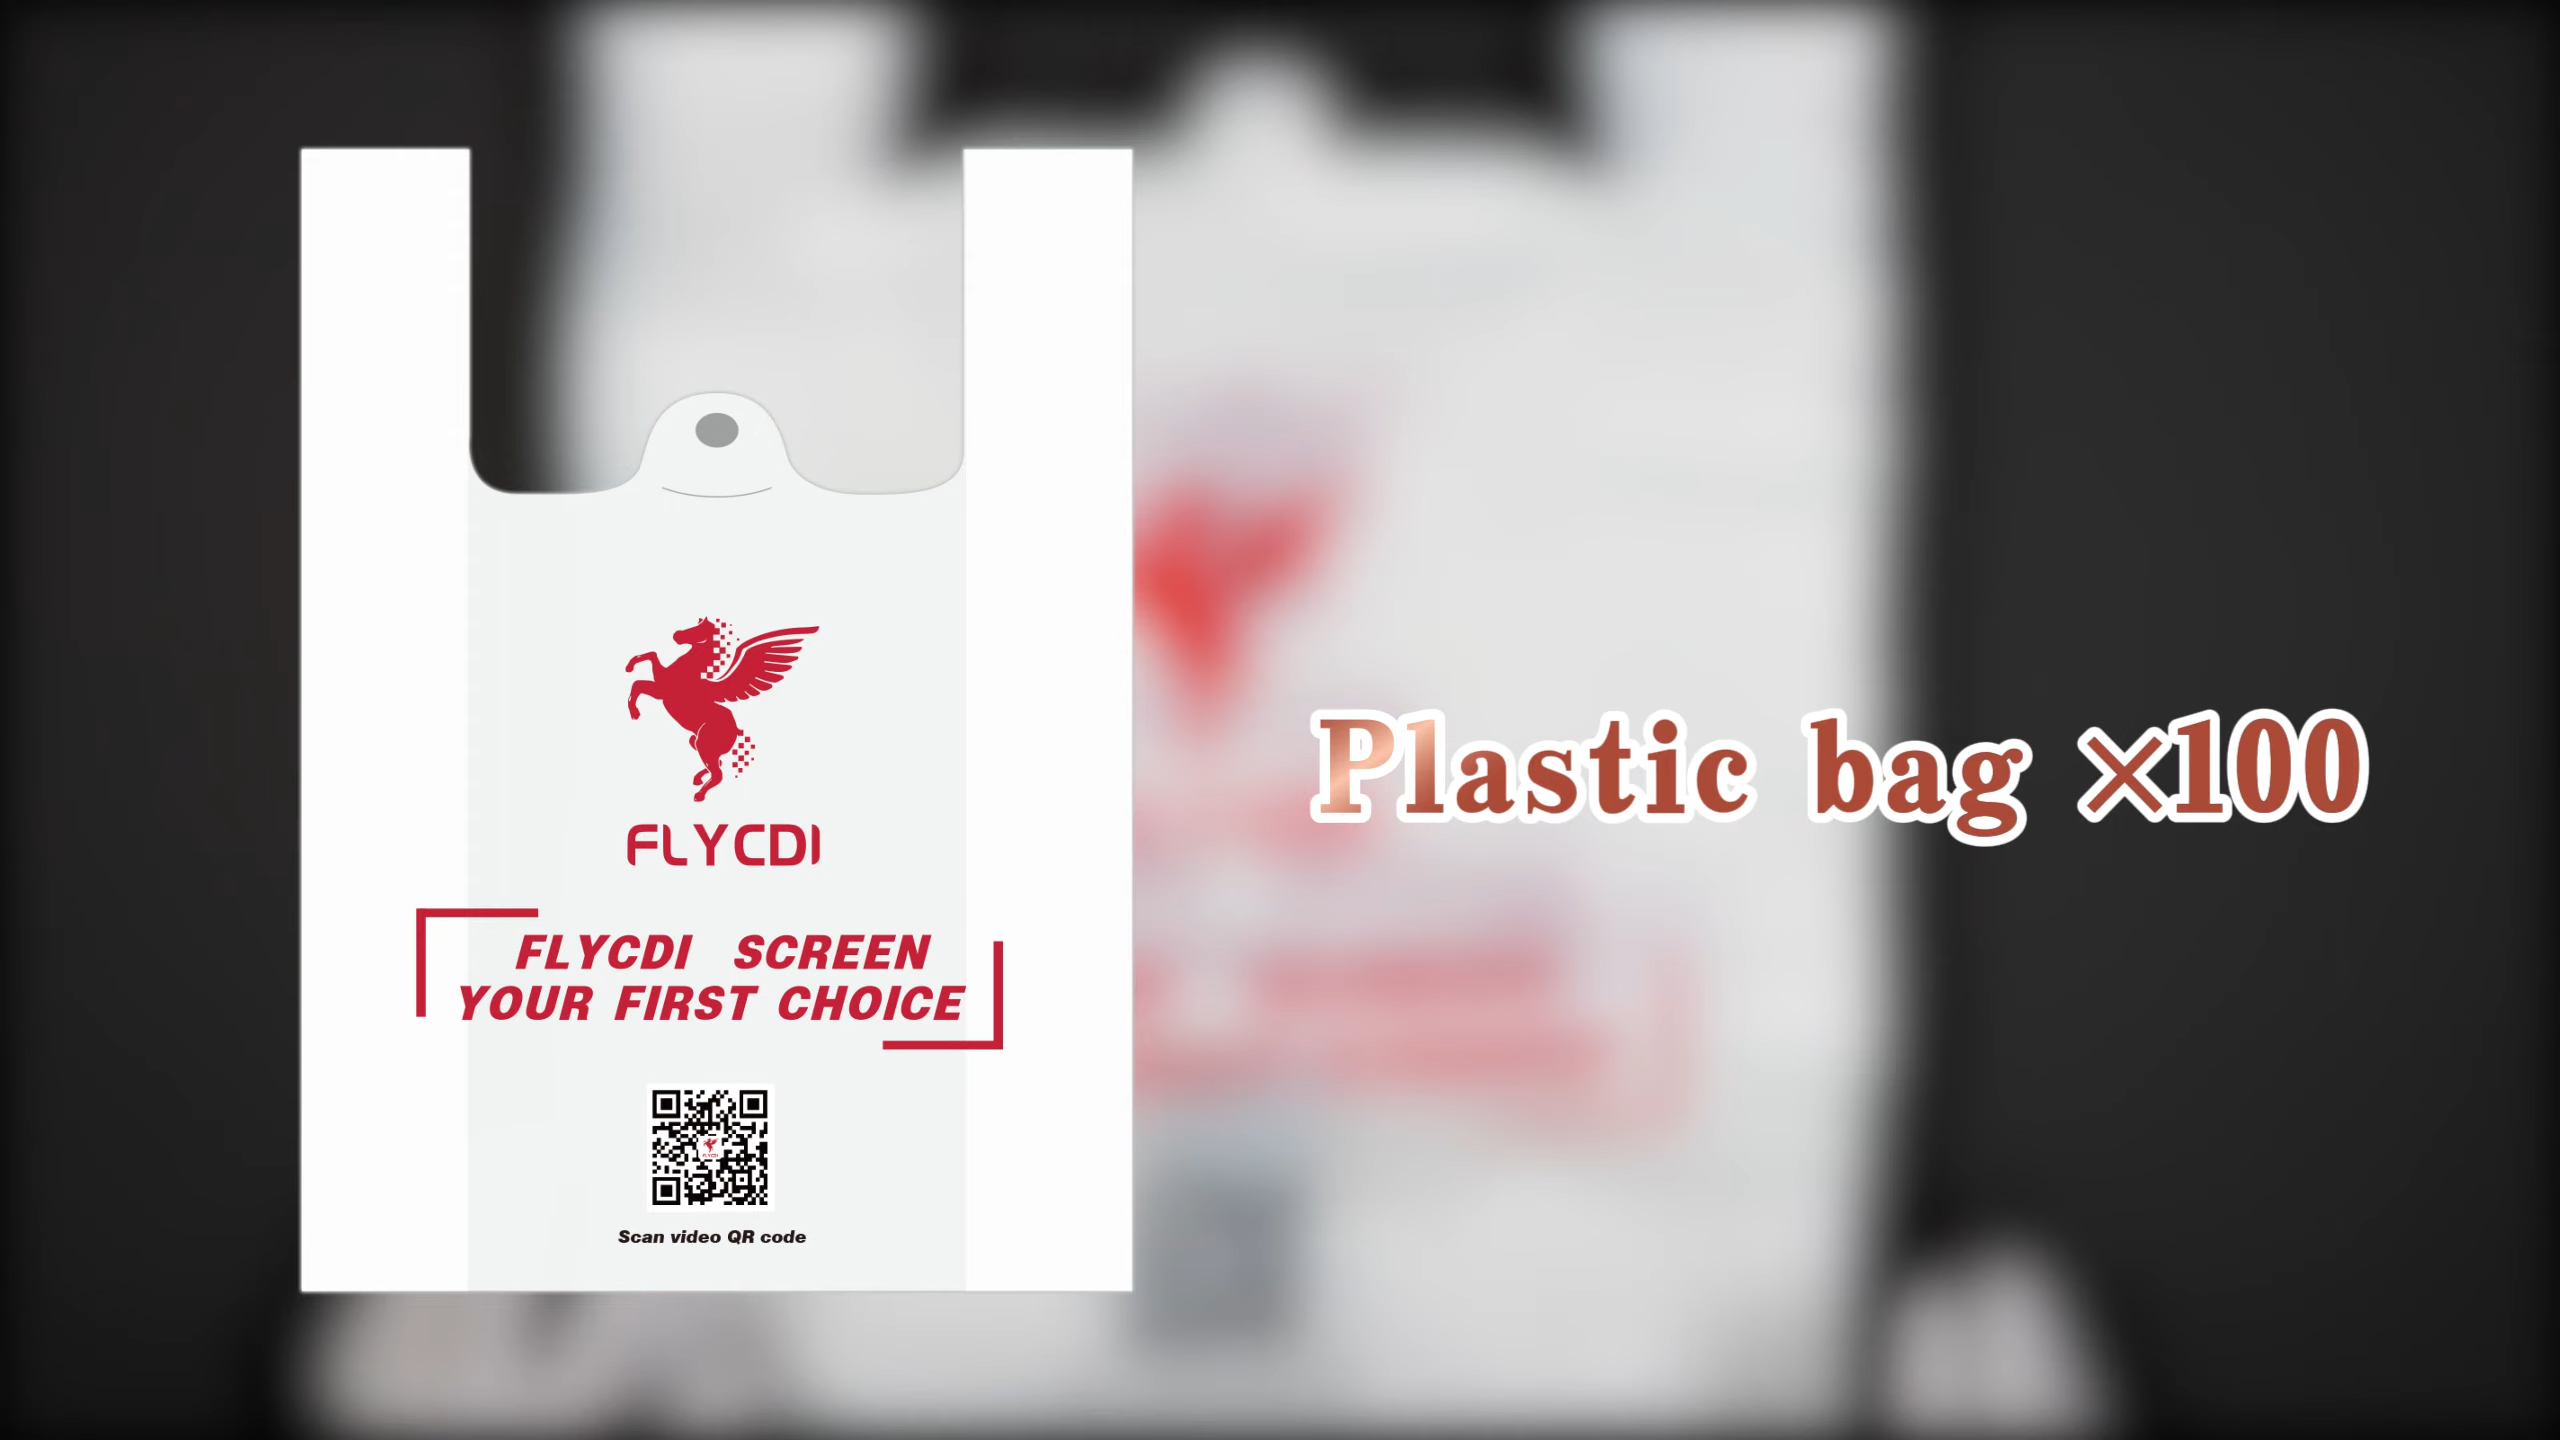 FLYCDI
FLYCDI SCREEN
YOUR FIRST CHOICE
Scan video QR code
Plastic bag ×100